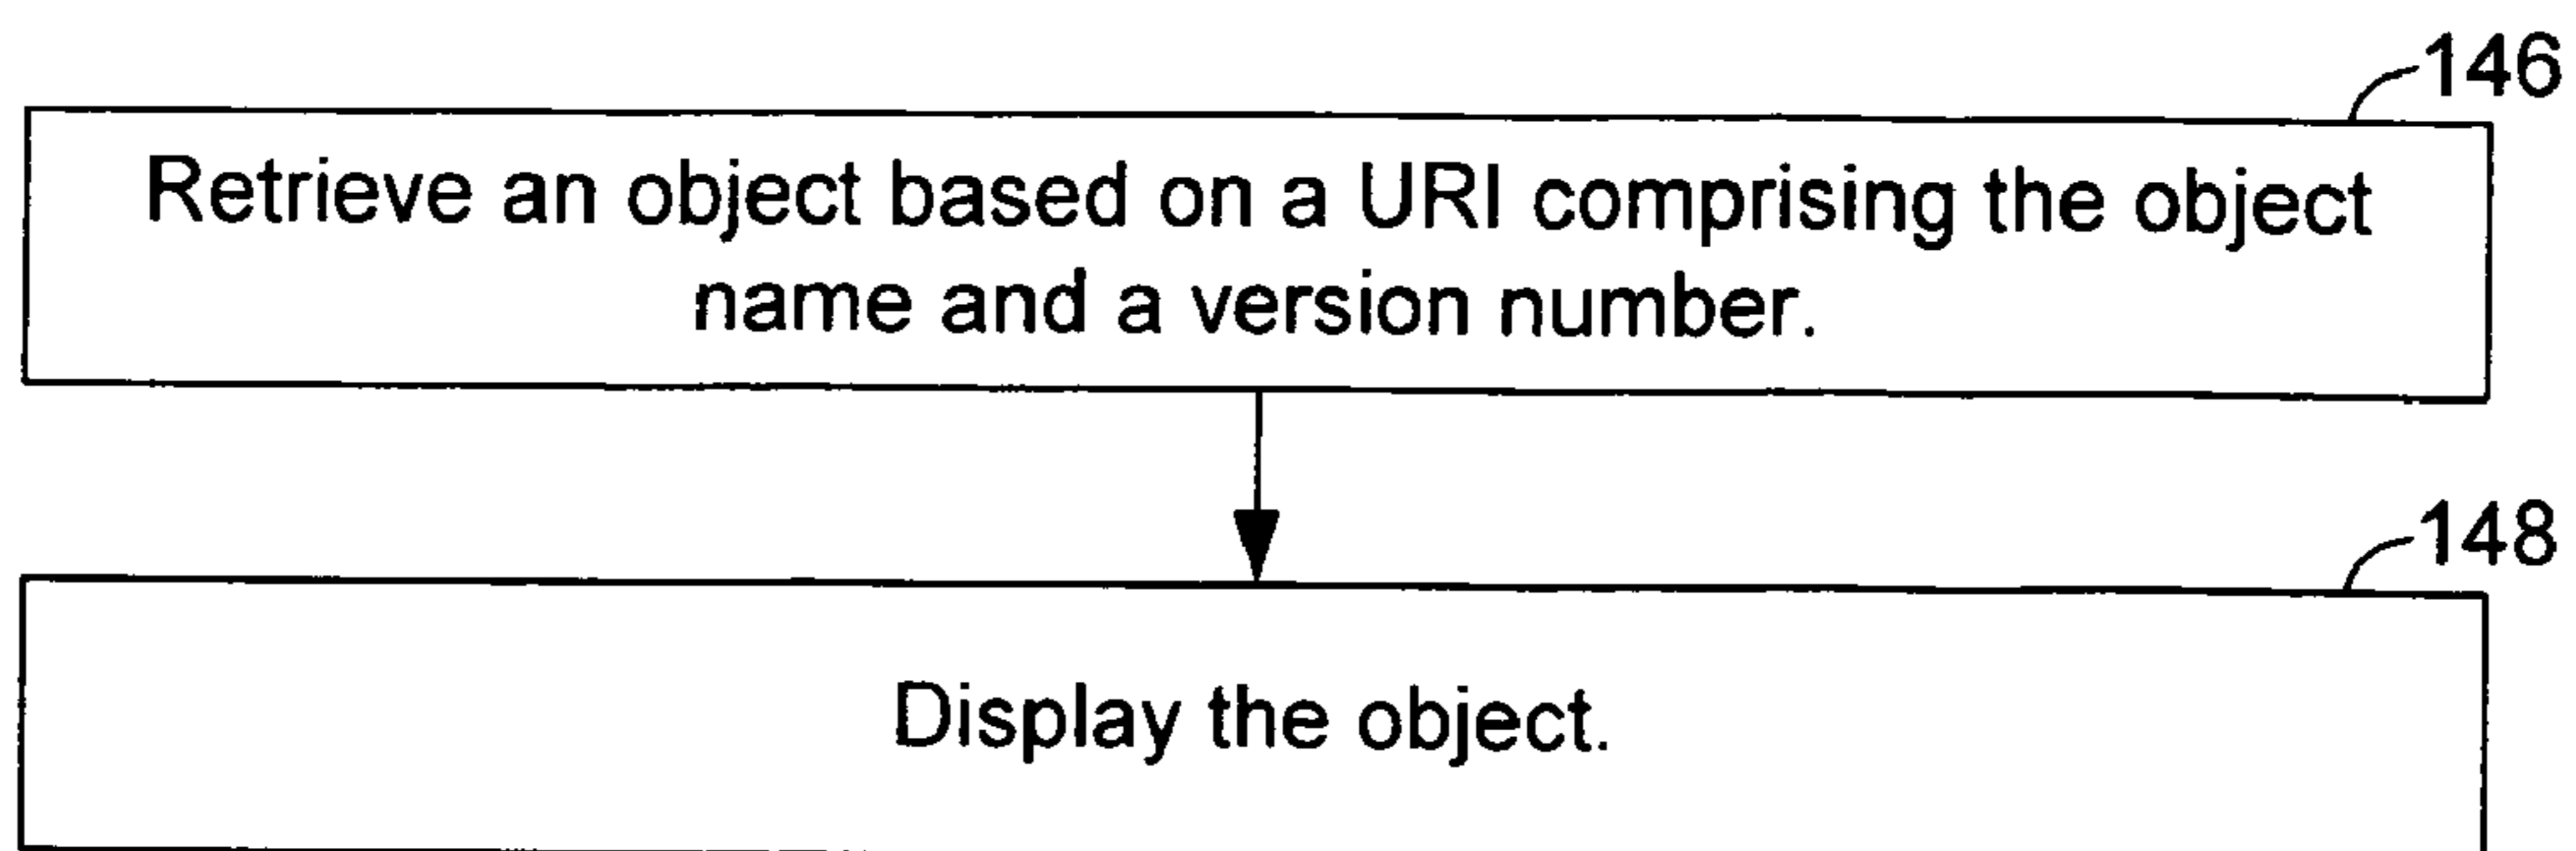 146
Retrieve an object based on a URI comprising the object
name and a version number.
148
Display the object.